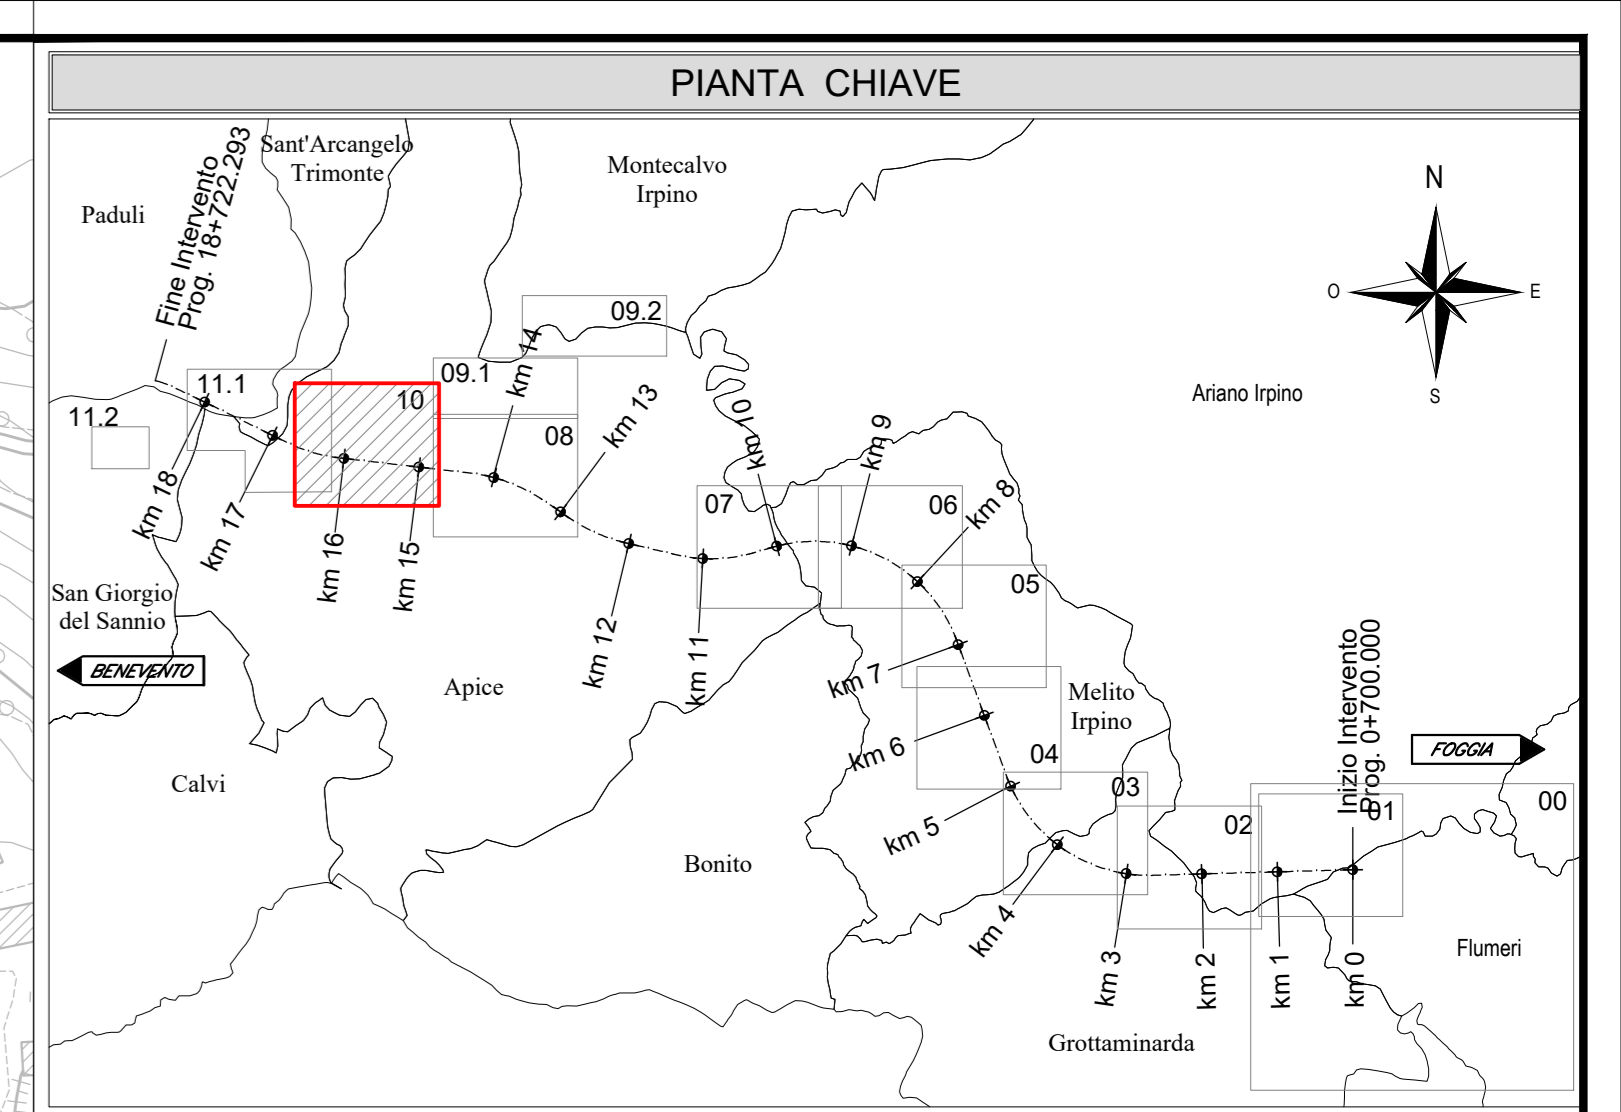 PIANTA CHIAVE
Sant'Arcangelo
Trimonte
Montecalvo
Irpino
Paduli
Fine Intervento
Prog. 18+722.293
N
O
E
S
09.2
09.1
km 14
11.1
10
11.2
08
km 13
km 10
km 9
Ariano Irpino
07
06
km 8
km 18
km 17
km 16
km 15
05
San Giorgio
del Sannio
BENEVENTO
Apice
km 12
km 11
km 7
Melito
Irpino
Inizio Intervento
Prog. 0+700.000
km 6
04
FOGGIA
Calvi
03
00
01
02
km 5
Bonito
km 4
km 3
km 2
km 1
km 0
Flumeri
Grottaminarda